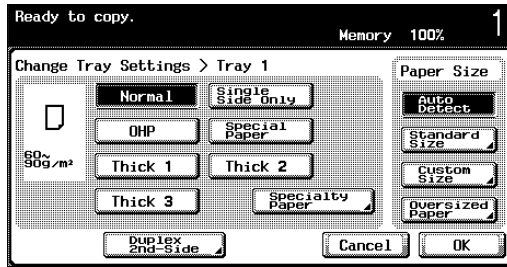 Ready to copy.
Memory 100% 1
Change Tray Settings > Tray 1
Paper Size
Normal
Single
Side Only
Auto
Detect
OHP
Special
Paper
Standard
Size
60~
90g/m²
Thick 1
Thick 2
Custom
Size
Thick 3
Specialty
Paper
Oversized
Paper
Duplex
2nd-Side
Cancel
OK